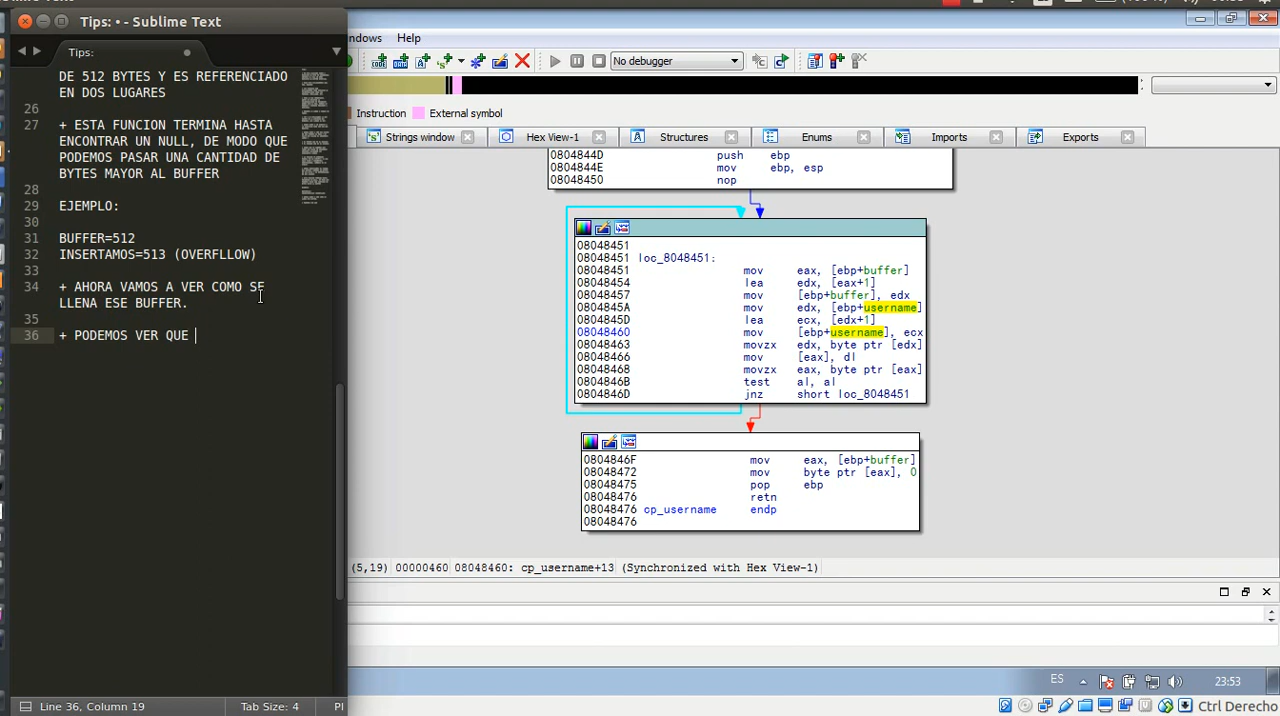 Tips: • - Sublime Text
Tips:
DE 512 BYTES Y ES REFERENCIADO
EN DOS LUGARES
26
27 + ESTA FUNCION TERMINA HASTA
ENCONTRAR UN NULL, DE MODO QUE
PODEMOS PASAR UNA CANTIDAD DE
BYTES MAYOR AL BUFFER
28
29 EJEMPLO:
30
31 BUFFER=512
32 INSERTAMOS=513 (OVERFLLOW)
33
34 + AHORA VAMOS A VER COMO SE
LLENA ESE BUFFER.
35
36 + PODEMOS VER QUE
Line 36, Column 19 Tab Size: 4 Pl
ndows Help
No debugger
Instruction External symbol
Strings window Hex View-1 Structures Enums Imports Exports
0804844D push ebp
0804844E mov ebp, esp
08048450 nop
08048451
08048451 loc_8048451:
08048451 mov eax, [ebp+buffer]
08048454 lea edx, [eax+1]
08048457 mov [ebp+buffer], edx
0804845A mov edx, [ebp+username]
0804845D lea ecx, [edx+1]
08048460 mov [ebp+username], ecx
08048463 movzx edx, byte ptr [edx]
08048466 mov [eax], dl
08048468 movzx eax, byte ptr [eax]
0804846B test al, al
0804846D jnz short loc_8048451
0804846F mov eax, [ebp+buffer]
08048472 mov byte ptr [eax], 0
08048475 pop ebp
08048476 retn
08048476 cp_username endp
08048476
(5,19) 00000460 08048460: cp_username+13 (Synchronized with Hex View-1)
ES 23:53
Ctrl Derecho